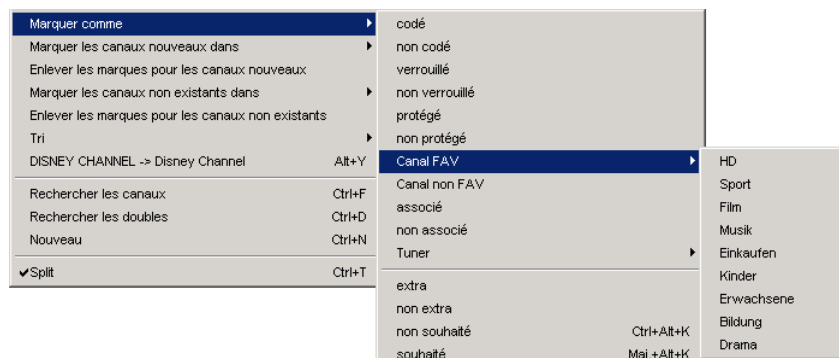 Marquer comme
Marquer les canaux nouveaux dans
Enlever les marques pour les canaux nouveaux
Marquer les canaux non existants dans
Enlever les marques pour les canaux non existants
Tri
DISNEY CHANNEL -> Disney Channel Alt+Y
Rechercher les canaux Ctrl+F
Rechercher les doubles Ctrl+D
Nouveau Ctrl+N
Split Ctrl+T
codé
non codé
verrouillé
non verrouillé
protégé
non protégé
Canal FAV
Canal non FAV
associé
non associé
Tuner
extra
non extra
non souhaité Ctrl+Alt+K
souhaité Maj +Alt+K
HD
Sport
Film
Musik
Einkaufen
Kinder
Erwachsene
Bildung
Drama